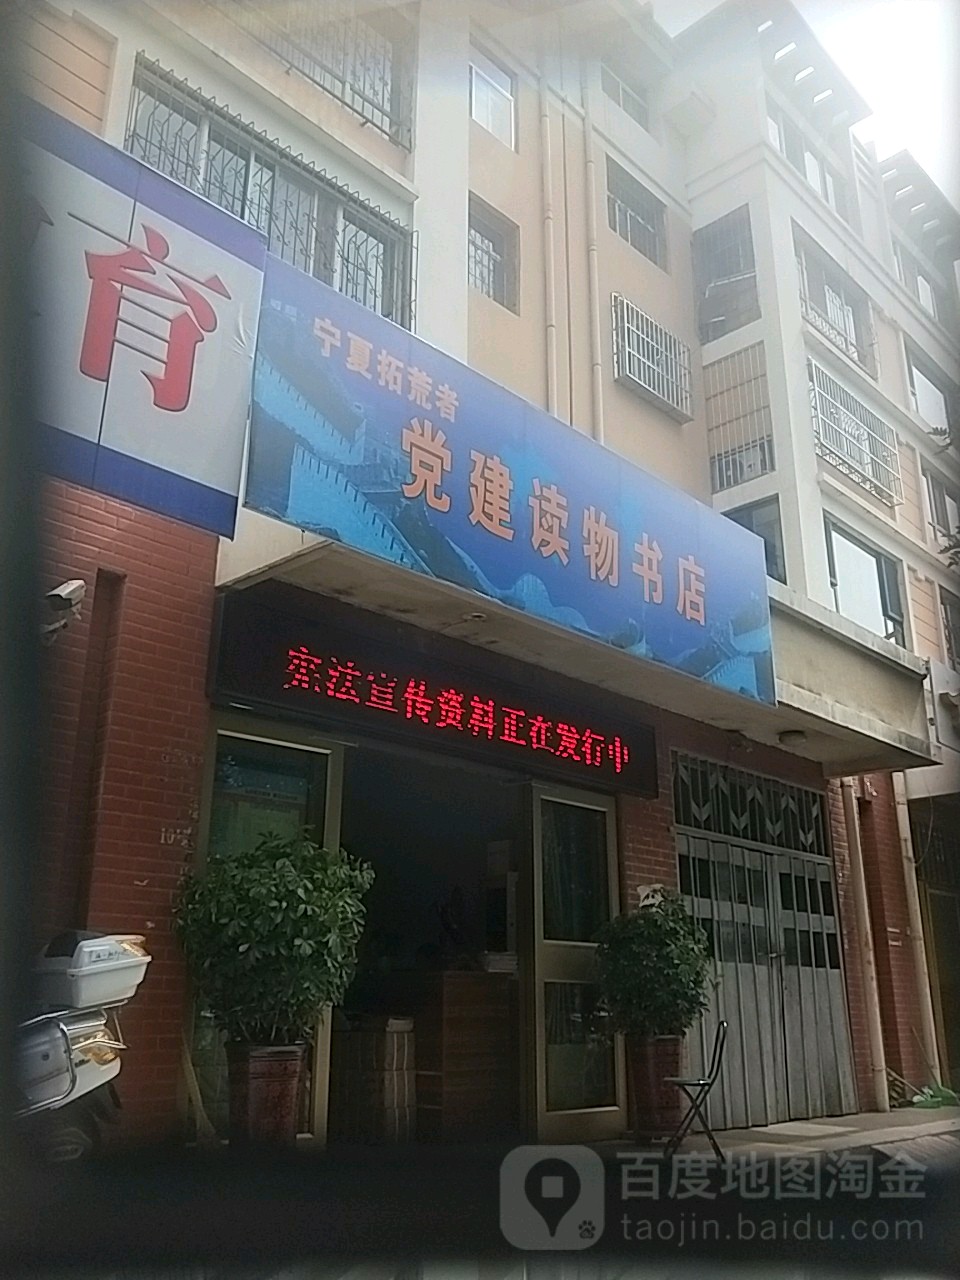 育
宁夏拓荒者
党建读物书店
宪法宣传资料正在发行中
百度地图淘金
taojin.baidu.com